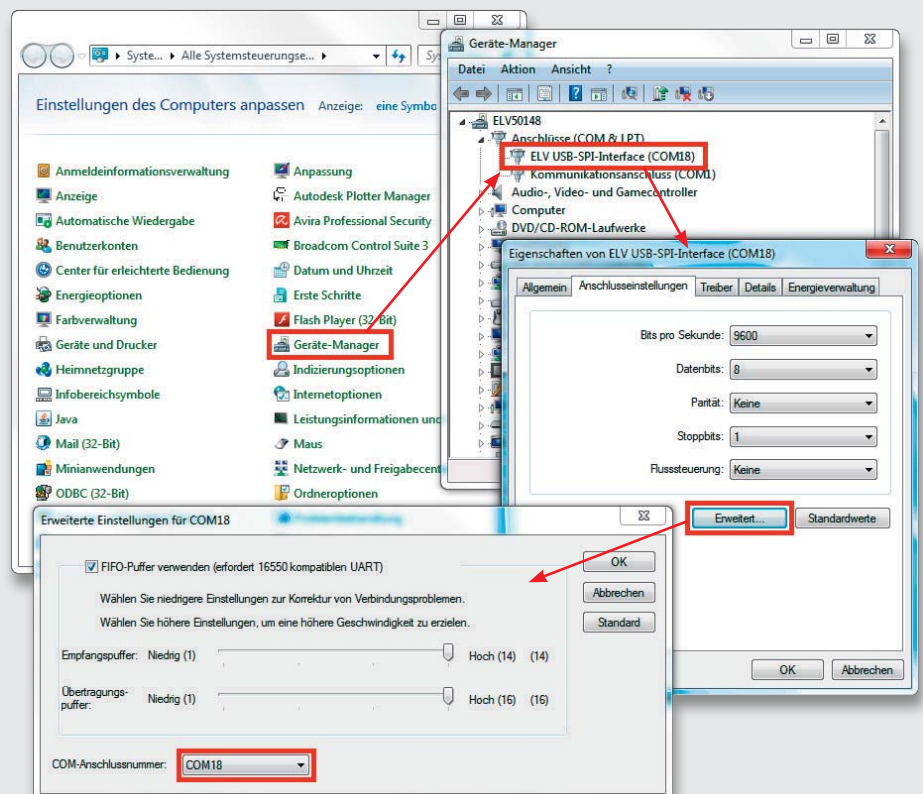 Syste... Alle Systemsteuerungse...
Einstellungen des Computers anpassen Anzeige: eine Symbo
Anmeldeinformationsverwaltung
Anzeige
Automatische Wiedergabe
Benutzerkonten
Center für erleichterte Bedienung
Energieoptionen
Farbverwaltung
Geräte und Drucker
Heimnetzgruppe
Infobereichsymbole
Java
Mail (32-Bit)
Minianwendungen
ODBC (32-Bit)
Anpassung
Autodesk Plotter Manager
Avira Professional Security
Broadcom Control Suite 3
Datum und Uhrzeit
Erste Schritte
Flash Player (32-Bit)
Geräte-Manager
Indizierungsoptionen
Internetoptionen
Leistungsinformationen und
Maus
Netzwerk- und Freigabecent
Ordneroptionen
Geräte-Manager
Datei Aktion Ansicht ?
ELV50148
Anschlüsse (COM & LPT)
ELV USB-SPI-Interface (COM18)
Kommunikationsanschluss (COM1)
Audio-, Video- und Gamecontroller
Computer
DVD/CD-ROM-Laufwerke
Eigenschaften von ELV USB-SPI-Interface (COM18)
Allgemein Anschlusseinstellungen Treiber Details Energieverwaltung
Bits pro Sekunde: 9600
Datenbits: 8
Parität: Keine
Stoppbits: 1
Flusssteuerung: Keine
Erweitert... Standardwerte
OK Abbrechen
Erweiterte Einstellungen für COM18
FIFO-Puffer verwenden (erfordert 16550 kompatiblen UART)
Wählen Sie niedrigere Einstellungen zur Korrektur von Verbindungsproblemen.
Wählen Sie höhere Einstellungen, um eine höhere Geschwindigkeit zu erzielen.
Empfangspuffer: Niedrig (1) Hoch (14) (14)
Übertragungs-
puffer: Niedrig (1) Hoch (16) (16)
COM-Anschlussnummer: COM18
OK
Abbrechen
Standard